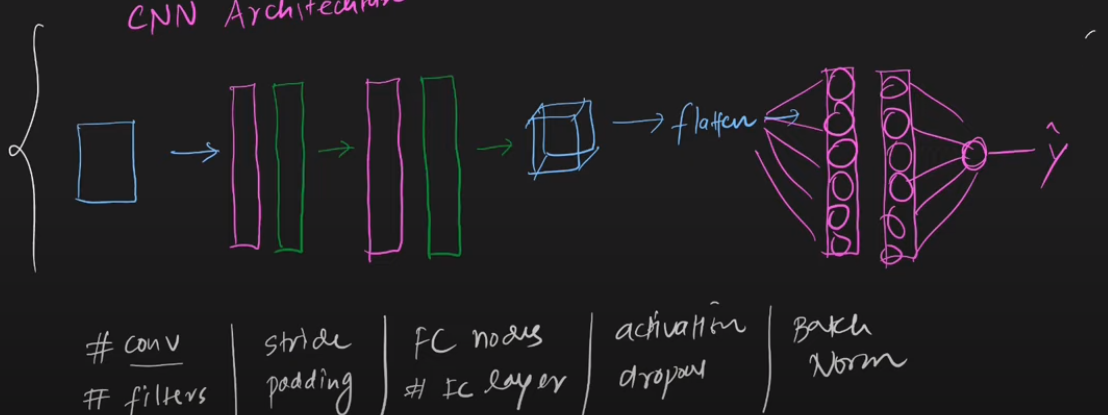 CNN Architecture
α
flatten
ŷ
# conv
# filters
stride
padding
FC nodes
# FC layer
activation
dropout
Batch
Norm